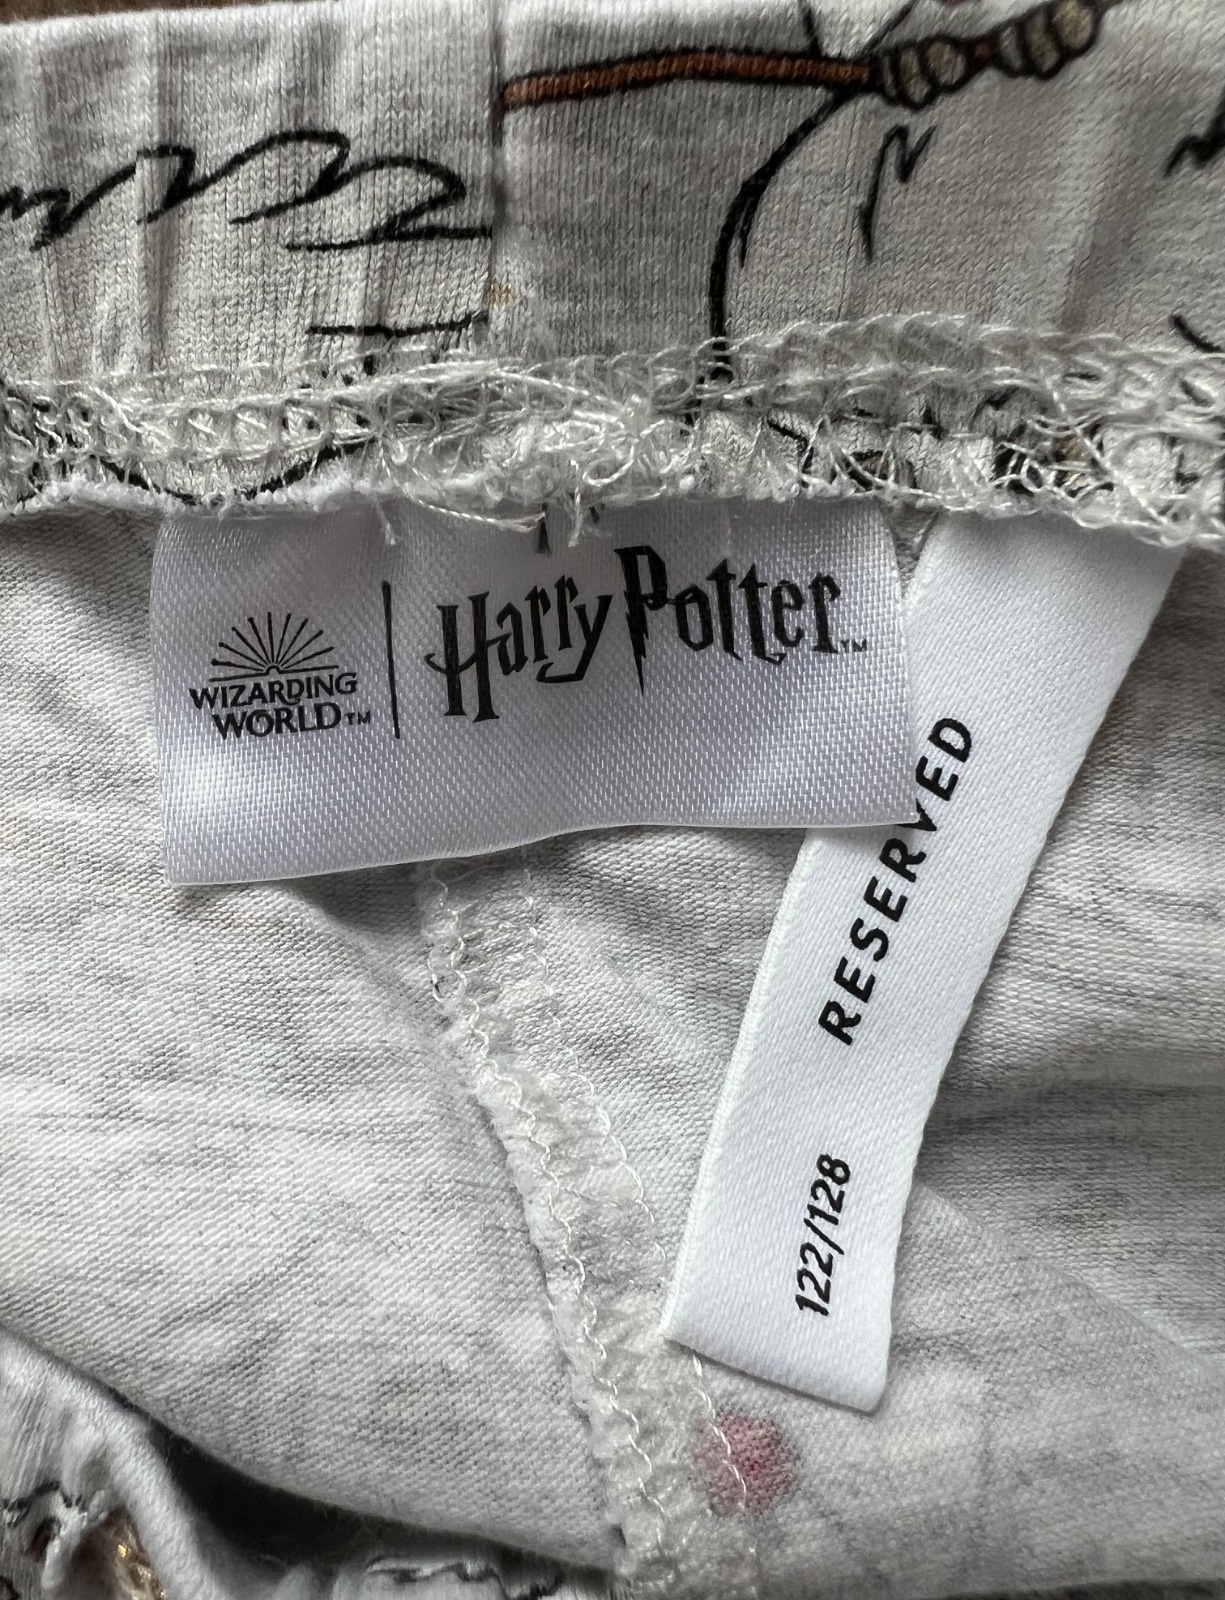 WIZARDING
WORLD™
Harry Potter™
RESERVED
122/128